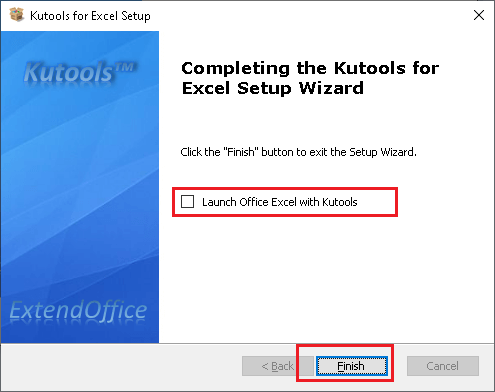 Kutools for Excel Setup
Kutools™
Completing the Kutools for
Excel Setup Wizard
Click the "Finish" button to exit the Setup Wizard.
Launch Office Excel with Kutools
ExtendOffice
< Back
Finish
Cancel